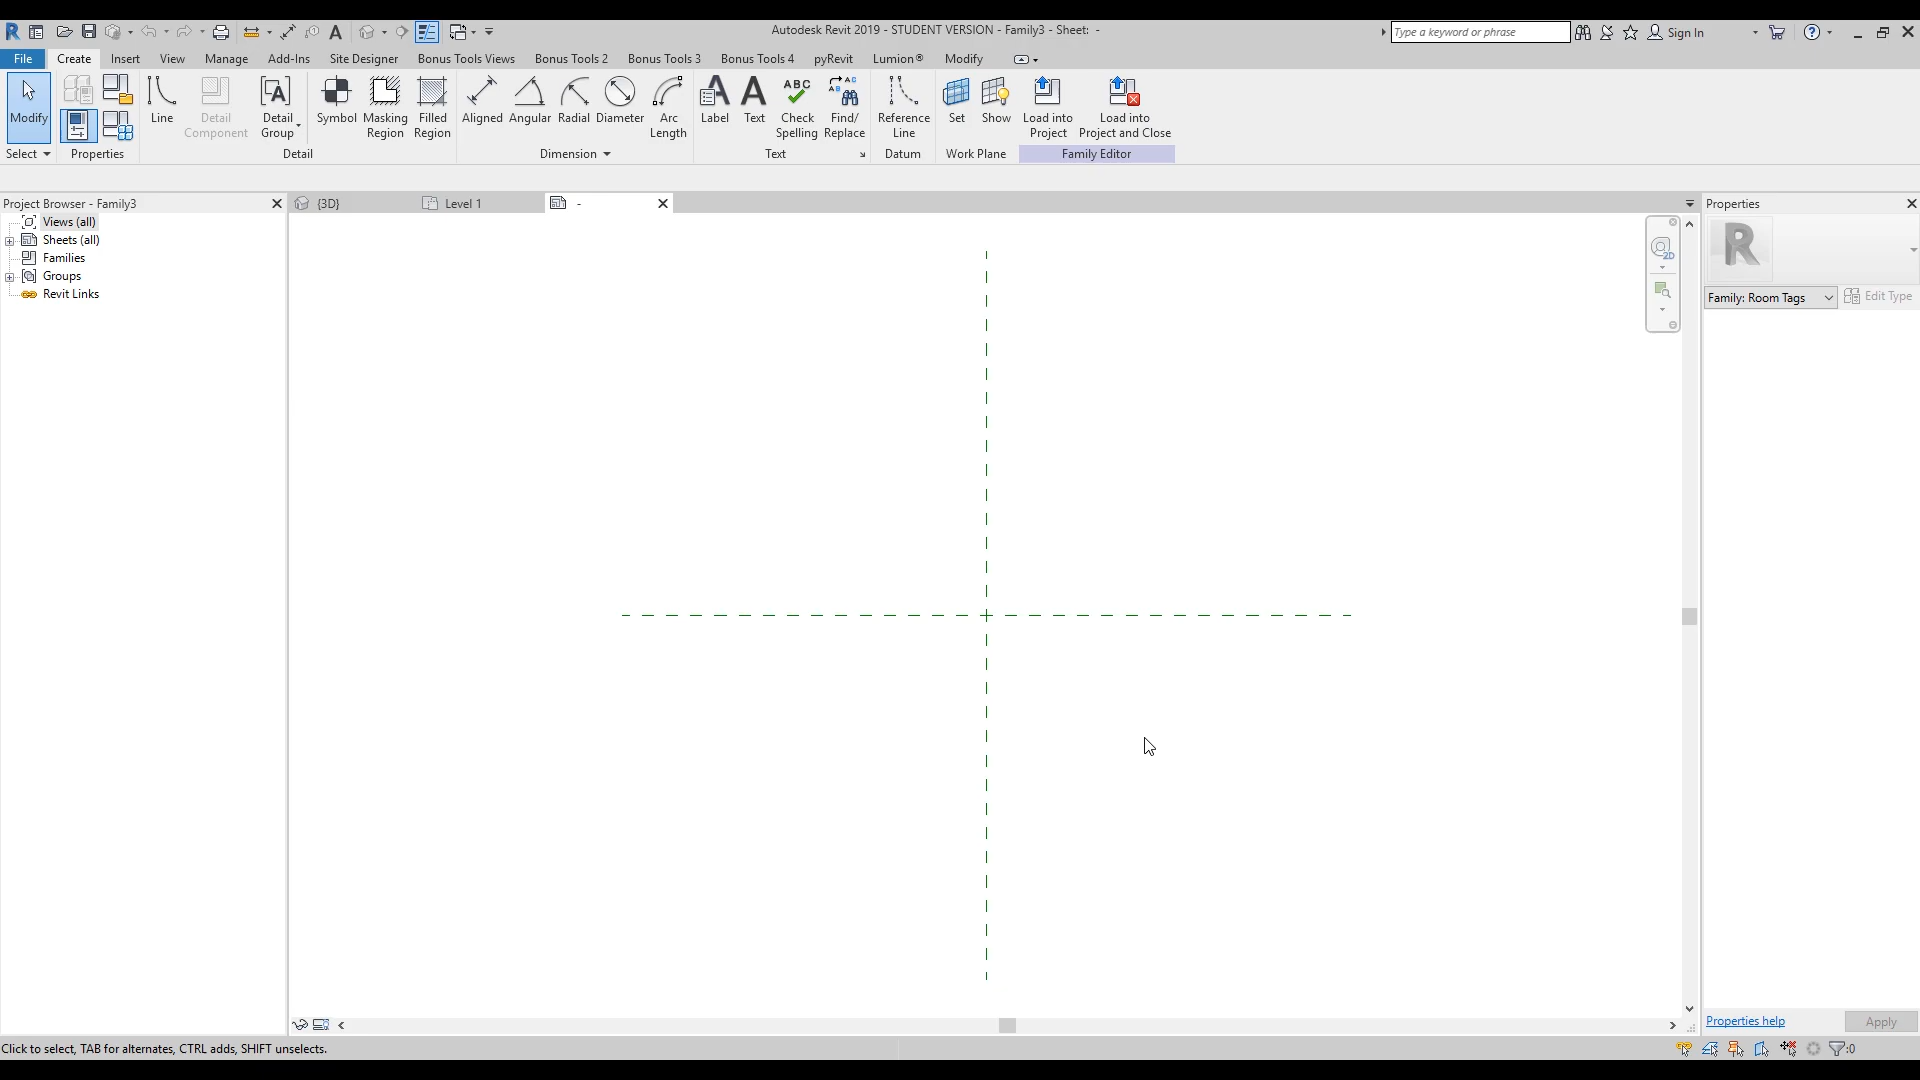 Autodesk Revit 2019 - STUDENT VERSION - Family3 - Sheet: -
Type a keyword or phrase
Sign In
File Create Insert View Manage Add-Ins Site Designer Bonus Tools Views Bonus Tools 2 Bonus Tools 3 Bonus Tools 4 pyRevit Lumion® Modify
Modify
Line
Detail Component
Detail Group
Symbol
Masking Region
Filled Region
Aligned
Angular
Radial
Diameter
Arc Length
Label
Text
ABC
Check Spelling
Find/ Replace
Reference Line
Set
Show
Load into Project
Load into Project and Close
Select Properties Detail Dimension Text Datum Work Plane Family Editor
Project Browser - Family3
Views (all)
Sheets (all)
Families
Groups
Revit Links
{3D}
Level 1
-
2D
Properties
Family: Room Tags
Edit Type
Properties help
Apply
Click to select, TAB for alternates, CTRL adds, SHIFT unselects.
:0